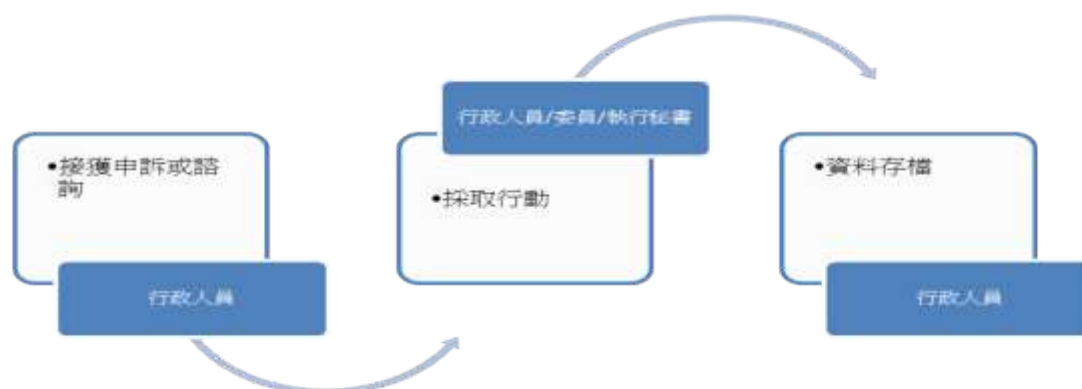 •接獲申訴或諮
詢
行政人員
行政人員/委員/執行秘書
•採取行動
•資料存檔
行政人員